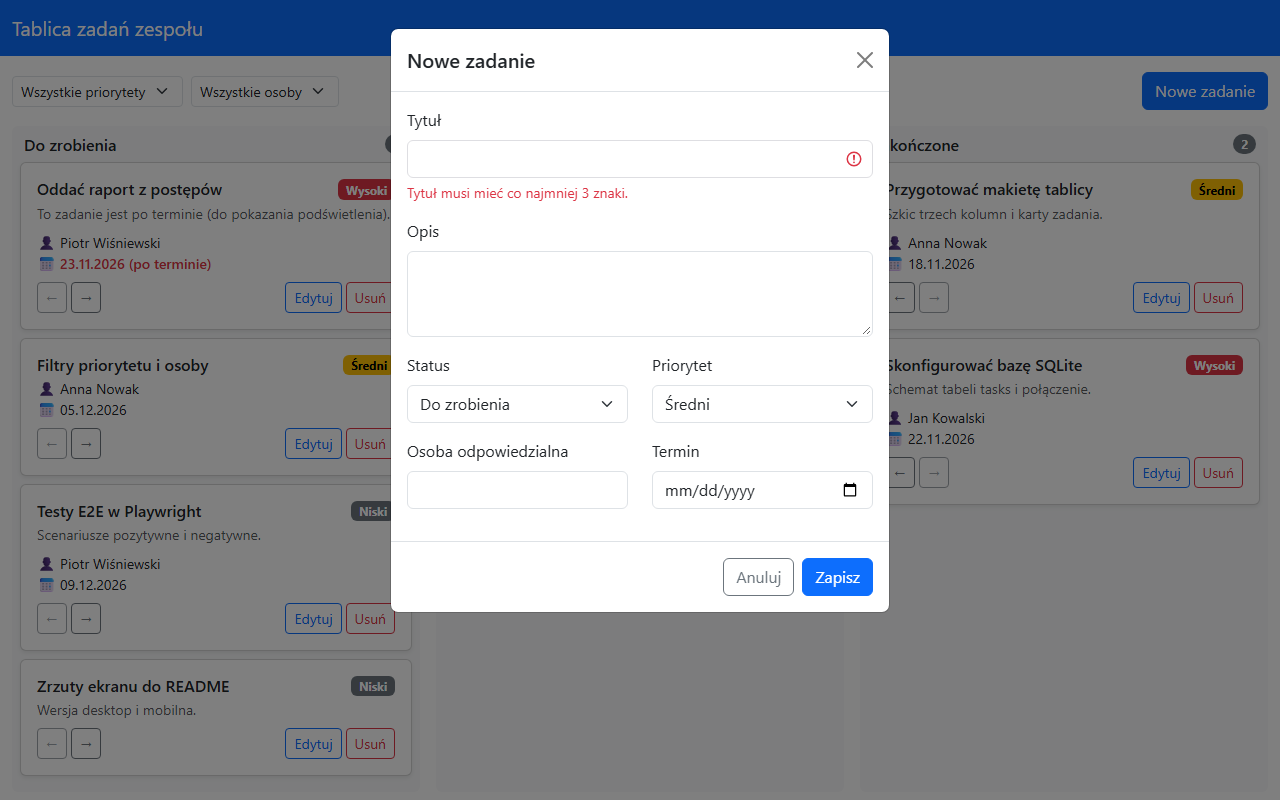 Tablica zadań zespołu
Wszystkie priorytety
Wszystkie osoby
Nowe zadanie
Do zrobienia
Oddać raport z postępów
Wysoki
To zadanie jest po terminie (do pokazania podświetlenia).
Piotr Wiśniewski
23.11.2026 (po terminie)
← →
Edytuj Usuń
Filtry priorytetu i osoby
Średni
Anna Nowak
05.12.2026
← →
Edytuj Usuń
Testy E2E w Playwright
Niski
Scenariusze pozytywne i negatywne.
Piotr Wiśniewski
09.12.2026
← →
Edytuj Usuń
Zrzuty ekranu do README
Niski
Wersja desktop i mobilna.
← →
Edytuj Usuń
Nowe zadanie
Tytuł
Tytuł musi mieć co najmniej 3 znaki.
Opis
Status
Priorytet
Do zrobienia
Średni
Osoba odpowiedzialna
Termin
mm/dd/yyyy
Anuluj
Zapisz
kończone
2
Przygotować makietę tablicy
Średni
Szkic trzech kolumn i karty zadania.
Anna Nowak
18.11.2026
← →
Edytuj Usuń
Skonfigurować bazę SQLite
Wysoki
Schemat tabeli tasks i połączenie.
Jan Kowalski
22.11.2026
← →
Edytuj Usuń